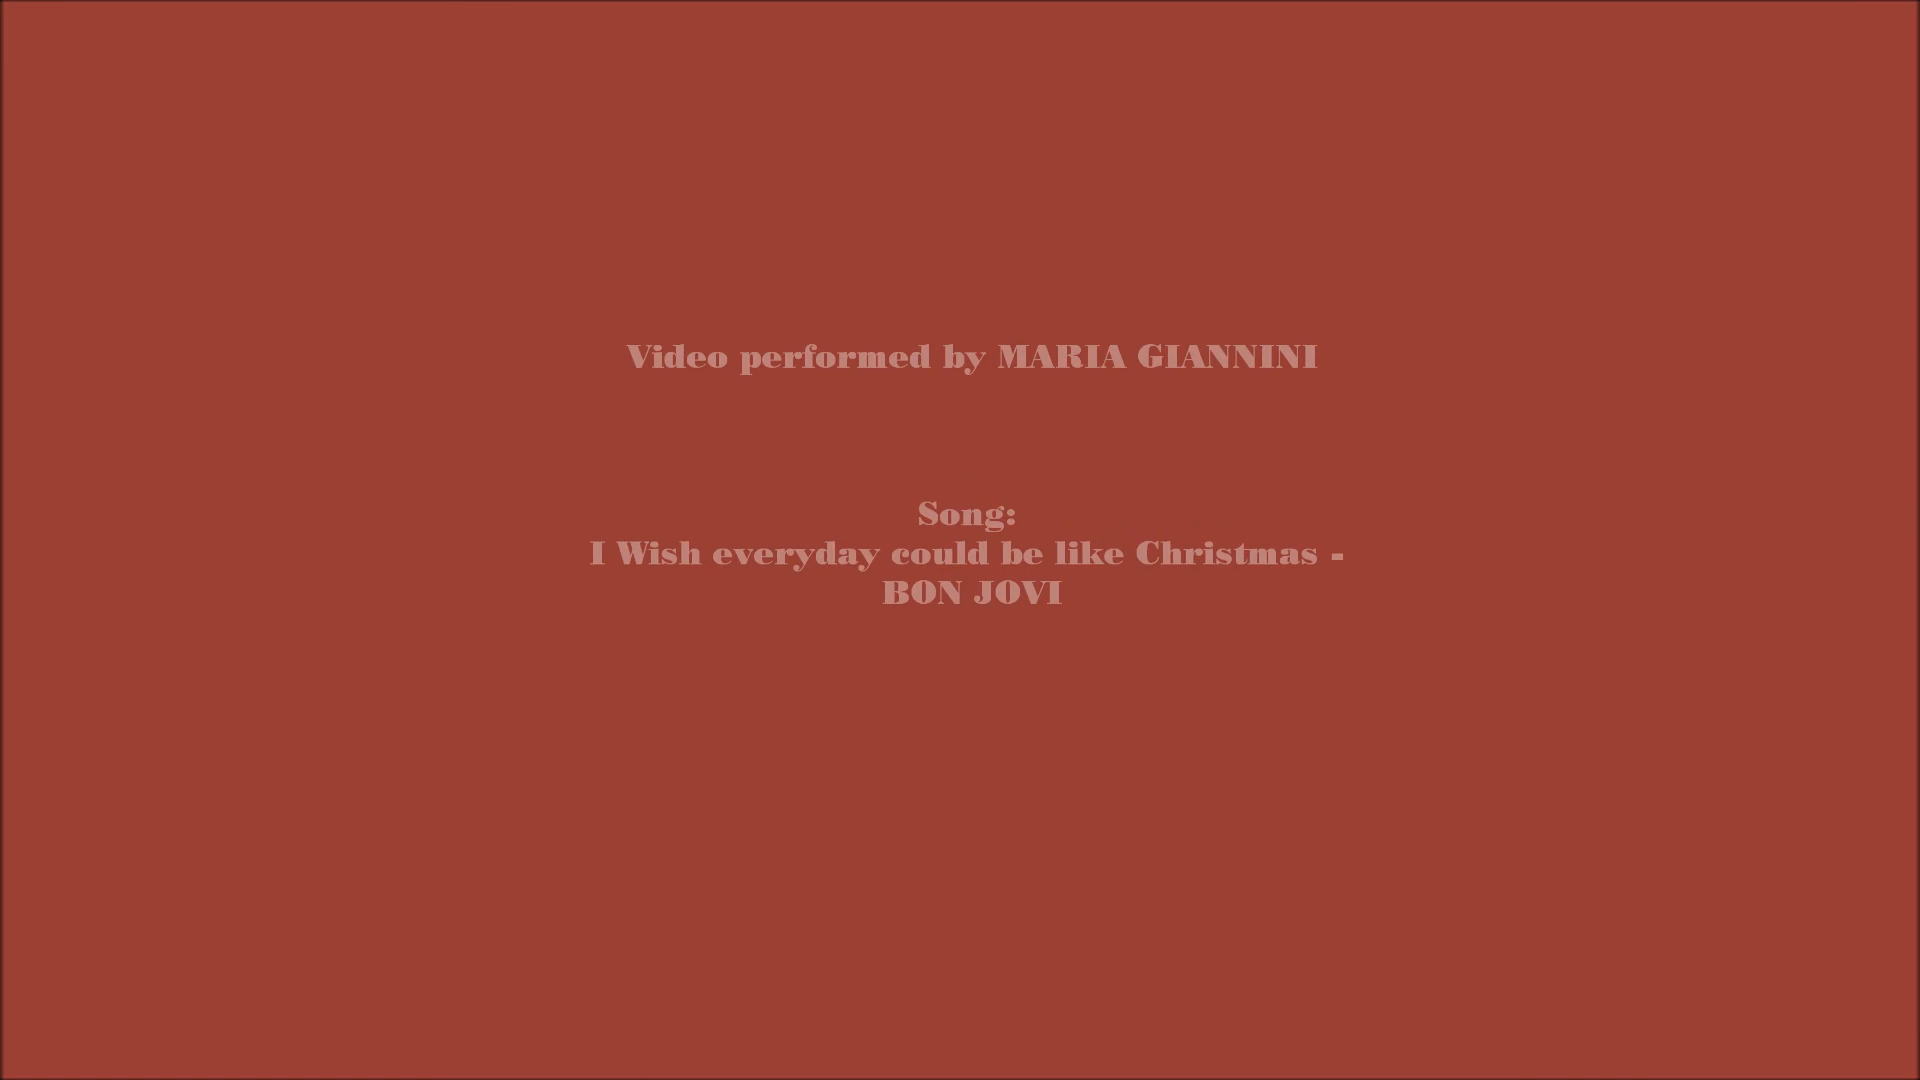 Video performed by MARIA GIANNINI
Song:
I Wish everyday could be like Christmas -
BON JOVI